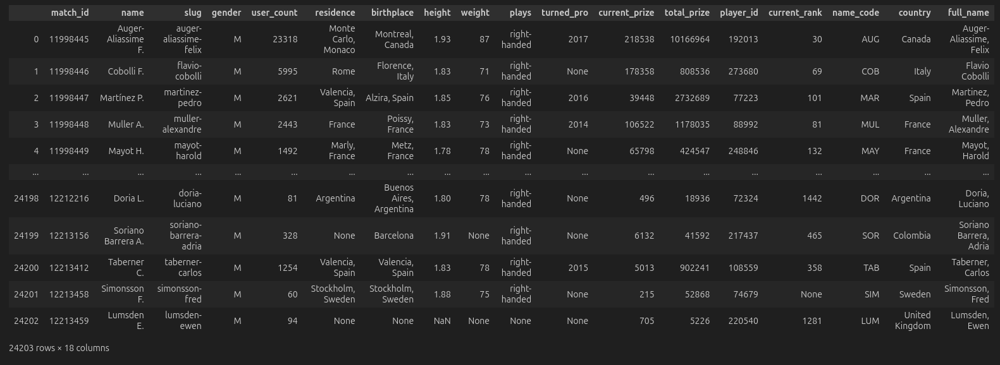 match_id name slug gender user_count residence birthplace height weight plays turned_pro current_prize total_prize player_id current_rank name_code country full_name
0 11998445 Auger-Aliassime F. auger-aliassime-felix M 23318 Monte Carlo, Monaco Montreal, Canada 1.93 87 right-handed 2017 218538 10166964 192013 30 AUG Canada Auger-Aliassime, Felix
1 11998446 Cobolli F. flavio-cobolli M 5995 Rome Florence, Italy 1.83 71 right-handed None 178358 808536 273680 69 COB Italy Flavio Cobolli
2 11998447 Martínez P. martinez-pedro M 2621 Valencia, Spain Alzira, Spain 1.85 76 right-handed 2016 39448 2732689 77223 101 MAR Spain Martinez, Pedro
3 11998448 Muller A. muller-alexandre M 2443 France Poissy, France 1.83 73 right-handed 2014 106522 1178035 88992 81 MUL France Muller, Alexandre
4 11998449 Mayot H. mayot-harold M 1492 Marly, France Metz, France 1.78 78 right-handed None 65798 424547 248846 132 MAY France Mayot, Harold
... ... ... ... ... ... ... ... ... ... ... ... ... ... ... ... ... ... ...
24198 12212216 Doria L. doria-luciano M 81 Argentina Buenos Aires, Argentina 1.80 78 right-handed None 496 18936 72324 1442 DOR Argentina Doria, Luciano
24199 12213156 Soriano Barrera A. soriano-barrera-adria M 328 None Barcelona 1.91 None right-handed None 6132 41592 217437 465 SOR Colombia Soriano Barrera, Adria
24200 12213412 Taberner C. taberner-carlos M 1254 Valencia, Spain Valencia, Spain 1.83 78 right-handed 2015 5013 902241 108559 358 TAB Spain Taberner, Carlos
24201 12213458 Simonsson F. simonsson-fred M 60 Stockholm, Sweden Stockholm, Sweden 1.88 75 right-handed None 215 52868 74679 None SIM Sweden Simonsson, Fred
24202 12213459 Lumsden E. lumsden-ewen M 94 None None NaN None None None 705 5226 220540 1281 LUM United Kingdom Lumsden, Ewen
24203 rows × 18 columns